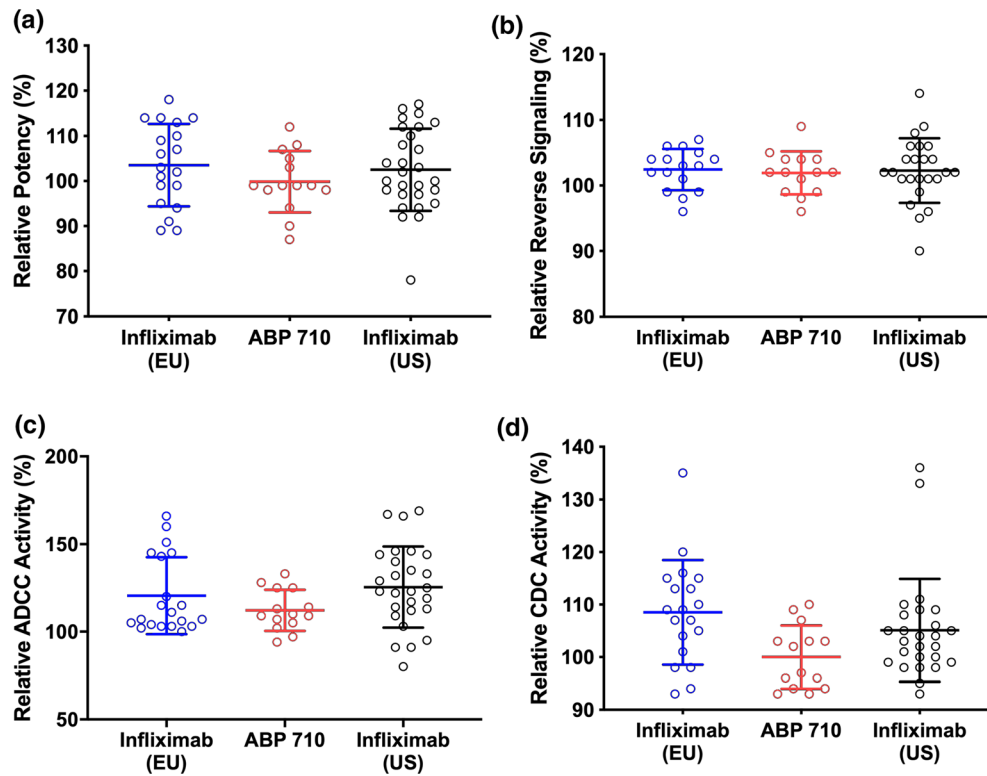 (a)
Relative Potency (%)
130
120
110
100
90
80
70
Infliximab
(EU)
ABP 710
Infliximab
(US)
(b)
Relative Reverse Signaling (%)
120
110
100
90
80
Infliximab
(EU)
ABP 710
Infliximab
(US)
(c)
Relative ADCC Activity (%)
200
150
100
50
Infliximab
(EU)
ABP 710
Infliximab
(US)
(d)
Relative CDC Activity (%)
140
130
120
110
100
90
Infliximab
(EU)
ABP 710
Infliximab
(US)